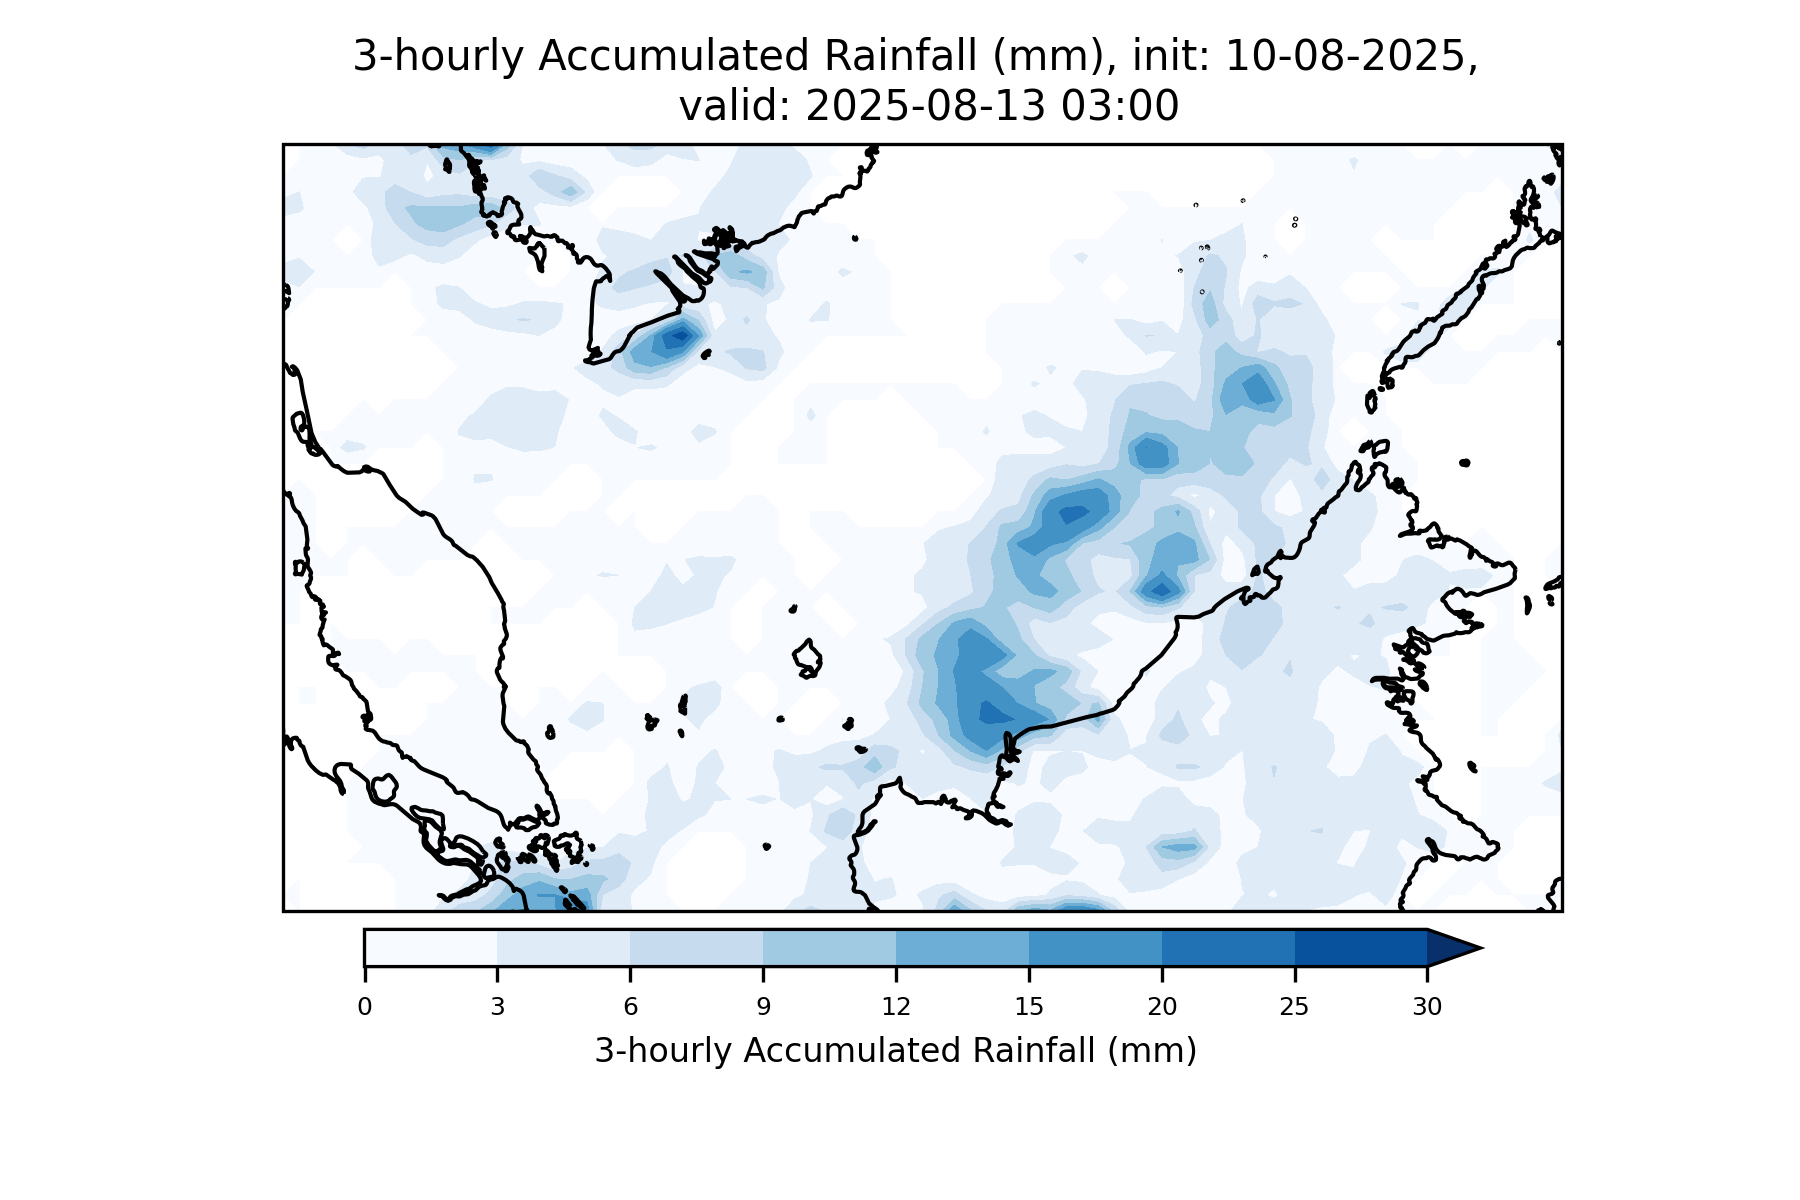 3-hourly Accumulated Rainfall (mm), init: 10-08-2025,
valid: 2025-08-13 03:00
0 3 6 9 12 15 20 25 30
3-hourly Accumulated Rainfall (mm)